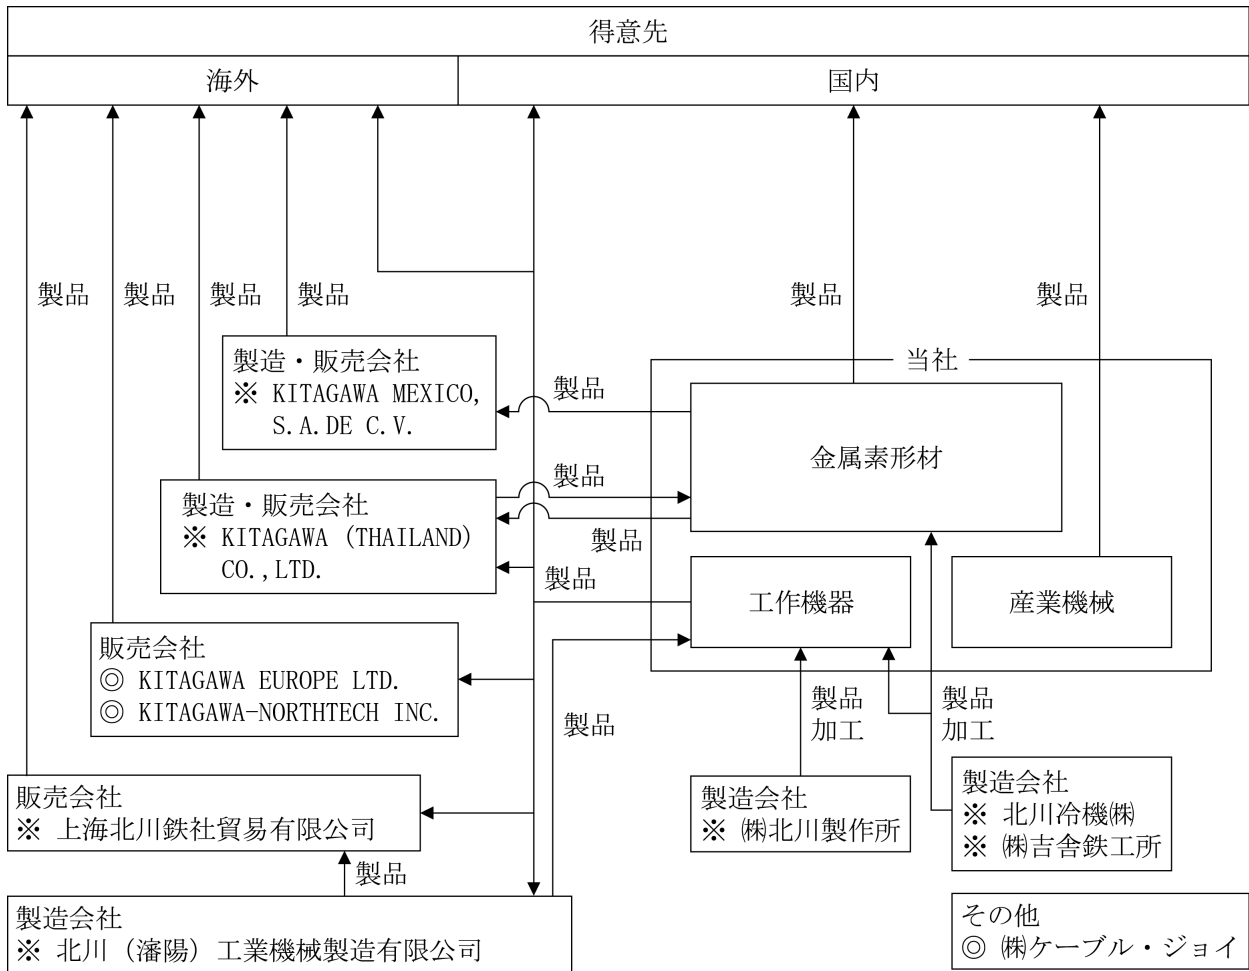 得意先
海外
国内
製品
製品
製品
製品
製品
製品
製造・販売会社
※ KITAGAWA MEXICO,
S.A.DE C.V.
製品
当社
金属素形材
製造・販売会社
※ KITAGAWA (THAILAND)
CO.,LTD.
製品
製品
製品
工作機器
産業機械
販売会社
◎ KITAGAWA EUROPE LTD.
◎ KITAGAWA-NORTHTECH INC.
製品
製品
加工
製品
加工
販売会社
※ 上海北川鉄社貿易有限公司
製造会社
※ ㈱北川製作所
製造会社
※ 北川冷機㈱
※ ㈱吉舎鉄工所
製品
製造会社
※ 北川（瀋陽）工業機械製造有限公司
その他
◎ ㈱ケーブル・ジョイ